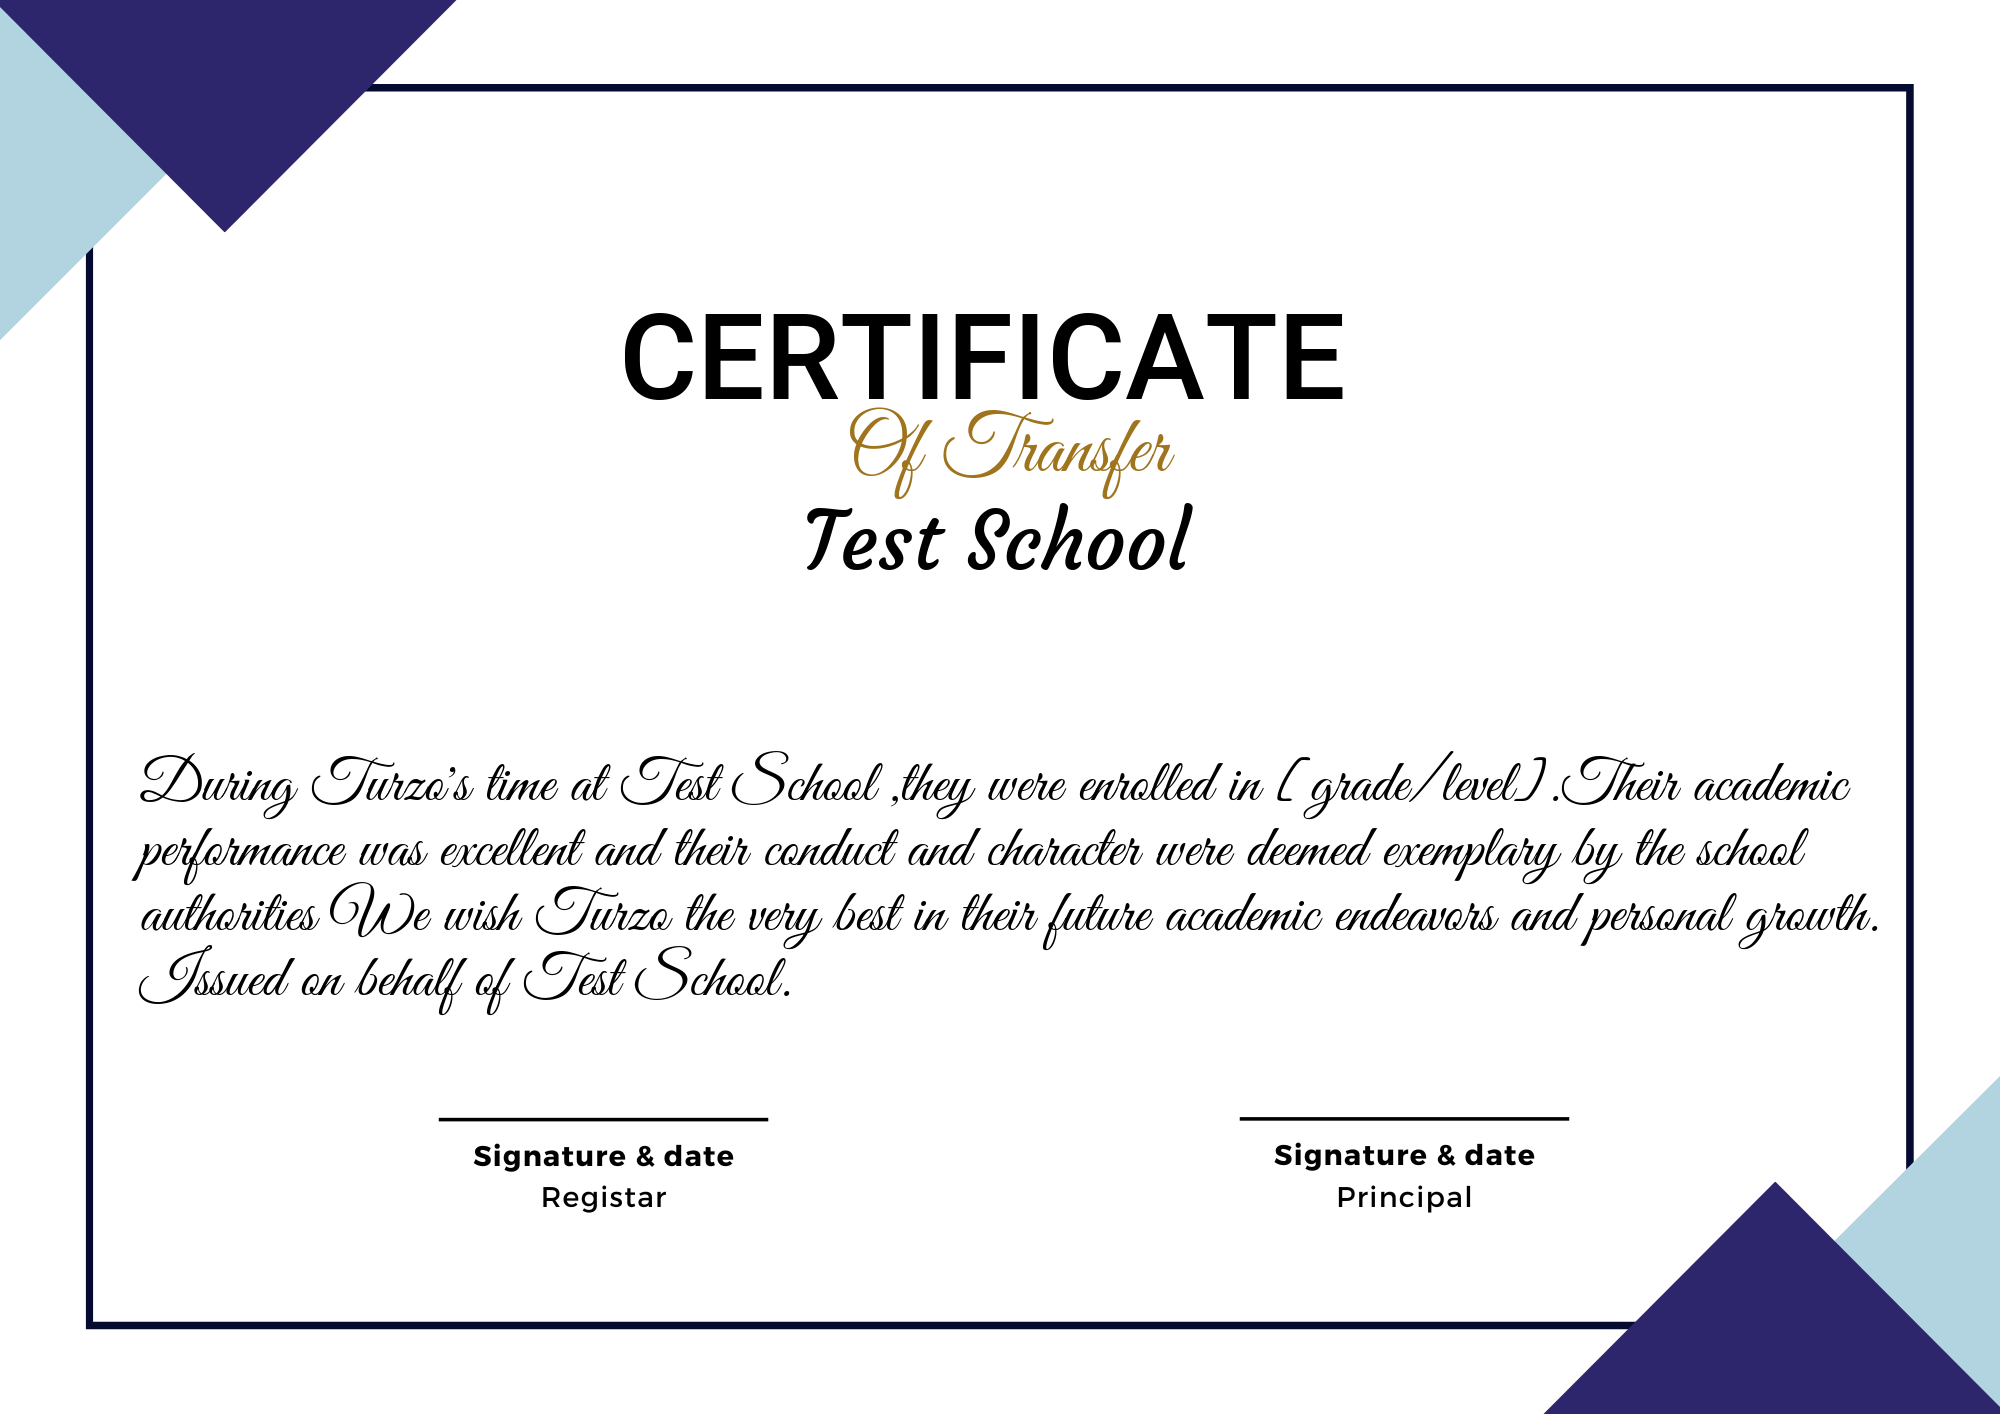 CERTIFICATE
Of Transfer
Test School
During Turzo's time at Test School ,they were enrolled in [ grade/level] .Their academic
performance was excellent and their conduct and character were deemed exemplary by the school
authorities We wish Turzo the very best in their future academic endeavors and personal growth.
Issued on behalf of Test School.
Signature & date
Registar
Signature & date
Principal